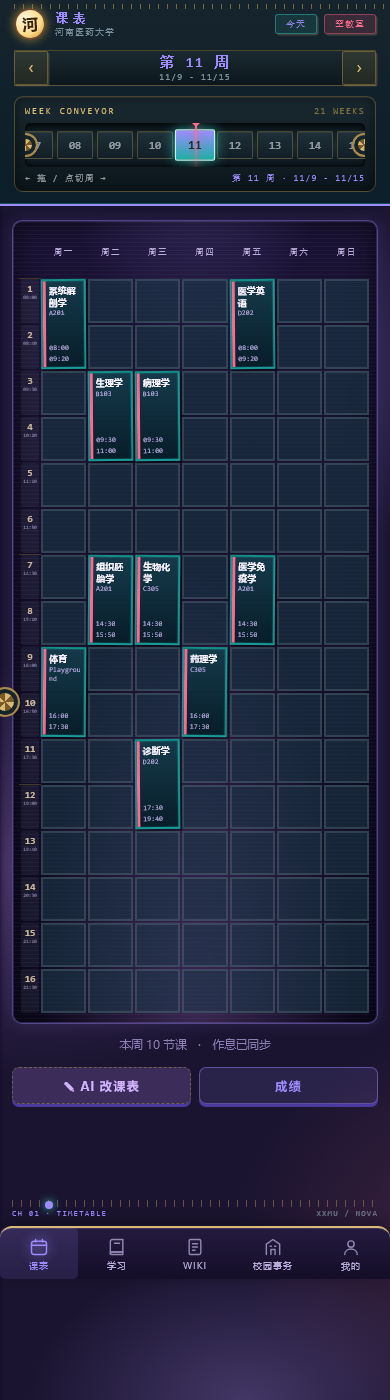 河
课表
河南医药大学
今天
空教室
‹
第 11 周
11/9 - 11/15
›
WEEK CONVEYOR
21 WEEKS
08
09
10
11
12
13
14
← 拖 / 点切周 →
第 11 周 · 11/9 - 11/15
周一
周二
周三
周四
周五
周六
周日
1
系统解剖学
A201
08:00
09:20
医学英语
D202
08:00
09:20
2
3
生理学
B103
09:30
11:00
病理学
B103
09:30
11:00
4
5
6
7
组织胚胎学
A201
14:30
15:50
生物化学
C305
14:30
15:50
医学免疫学
A201
14:30
15:50
8
9
体育
Playground
16:00
17:30
药理学
C305
16:00
17:30
10
11
诊断学
D202
17:30
19:40
12
13
14
15
16
本周 10 节课 · 作息已同步
AI 改课表
成绩
CH 01 · TIMETABLE
XXMU / NOVA
课表
学习
WIKI
校园事务
我的